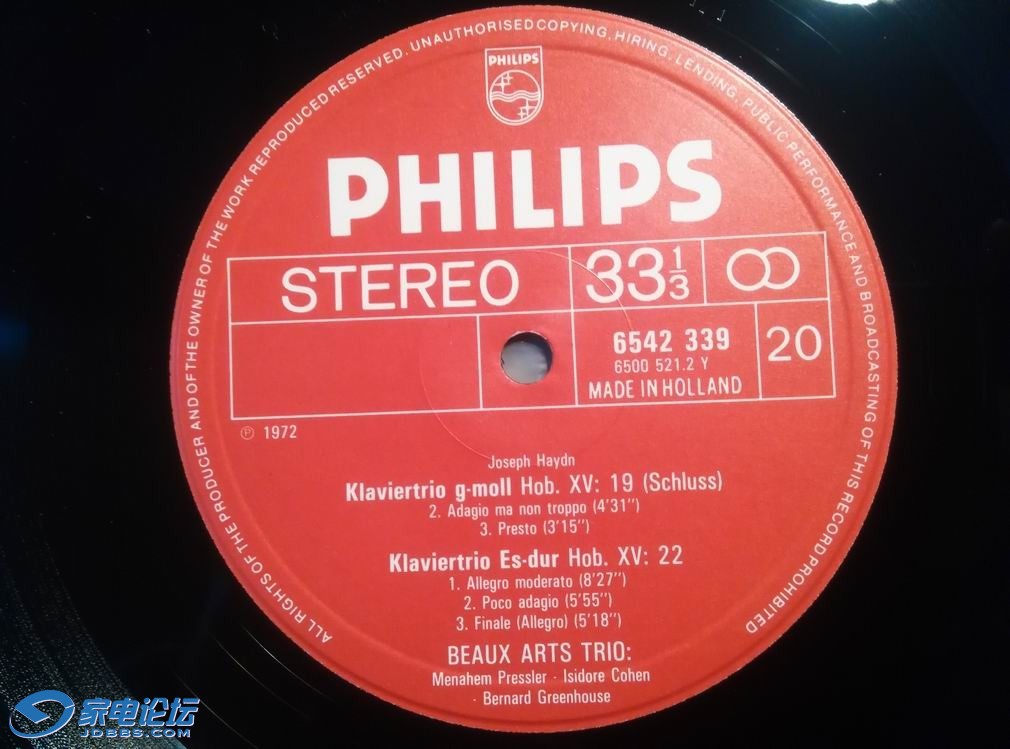 ALL RIGHTS OF THE PRODUCER AND OF THE OWNER OF THE WORK REPRODUCED RESERVED. UNAUTHORISED COPYING, HIRING, LENDING, PUBLIC PERFORMANCE AND BROADCASTING OF THIS RECORD PROHIBITED
PHILIPS
PHILIPS
STEREO 33 1/3
6542 339
6500 521.2 Y
MADE IN HOLLAND
20
℗ 1972
Joseph Haydn
Klaviertrio g-moll Hob. XV: 19 (Schluss)
2. Adagio ma non troppo (4'31'')
3. Presto (3'15'')
Klaviertrio Es-dur Hob. XV: 22
1. Allegro moderato (8'27'')
2. Poco adagio (5'55'')
3. Finale (Allegro) (5'18'')
BEAUX ARTS TRIO:
Menahem Pressler · Isidore Cohen
· Bernard Greenhouse
家电论坛
JDBBS.COM